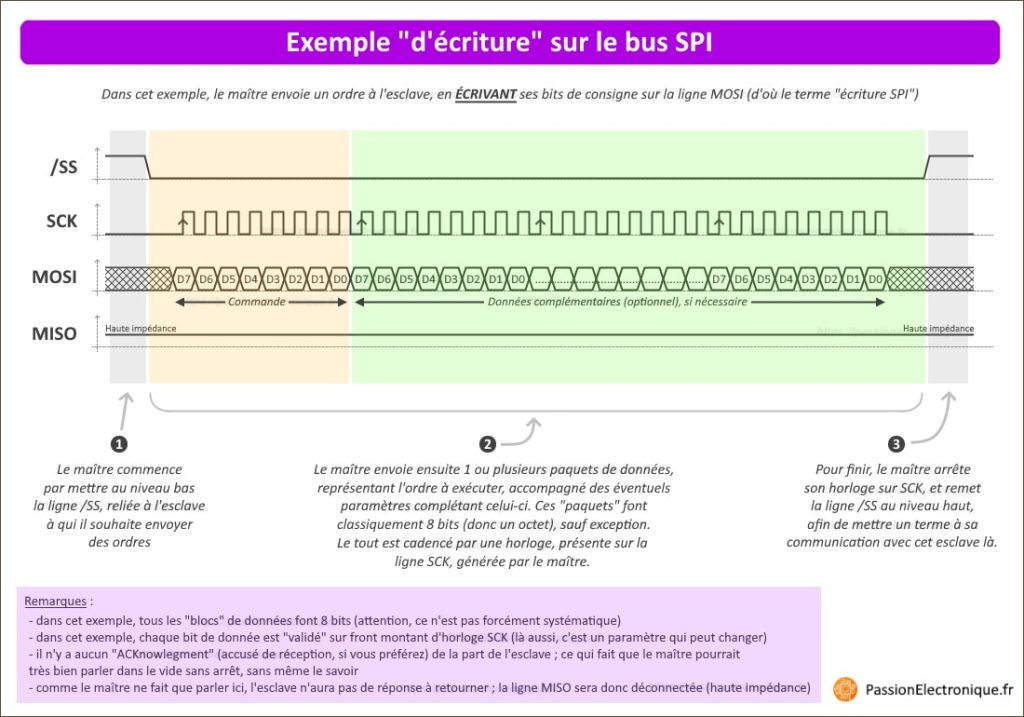 Exemple "d'écriture" sur le bus SPI
Dans cet exemple, le maître envoie un ordre à l'esclave, en ÉCRIVANT ses bits de consigne sur la ligne MOSI (d'où le terme "écriture SPI")
/SS
SCK
MOSI
D7 D6 D5 D4 D3 D2 D1 D0 D7 D6 D5 D4 D3 D2 D1 D0 ... ... ... ... ... ... ... ... D7 D6 D5 D4 D3 D2 D1 D0
Commande
Données complémentaires (optionnel), si nécessaire
MISO
Haute impédance
Haute impédance
1
Le maître commence
par mettre au niveau bas
la ligne /SS, reliée à l'esclave
à qui il souhaite envoyer
des ordres
2
Le maître envoie ensuite 1 ou plusieurs paquets de données,
représentant l'ordre à exécuter, accompagné des éventuels
paramètres complétant celui-ci. Ces "paquets" font
classiquement 8 bits (donc un octet), sauf exception.
Le tout est cadencé par une horloge, présente sur la
ligne SCK, générée par le maître.
3
Pour finir, le maître arrête
son horloge sur SCK, et remet
la ligne /SS au niveau haut,
afin de mettre un terme à sa
communication avec cet esclave là.
Remarques :
- dans cet exemple, tous les "blocs" de données font 8 bits (attention, ce n'est pas forcément systématique)
- dans cet exemple, chaque bit de donnée est "validé" sur front montant d'horloge SCK (là aussi, c'est un paramètre qui peut changer)
- il n'y a aucun "ACKnowlegment" (accusé de réception, si vous préférez) de la part de l'esclave ; ce qui fait que le maître pourrait
très bien parler dans le vide sans arrêt, sans même le savoir
- comme le maître ne fait que parler ici, l'esclave n'aura pas de réponse à retourner ; la ligne MISO sera donc déconnectée (haute impédance)
PassionElectronique.fr